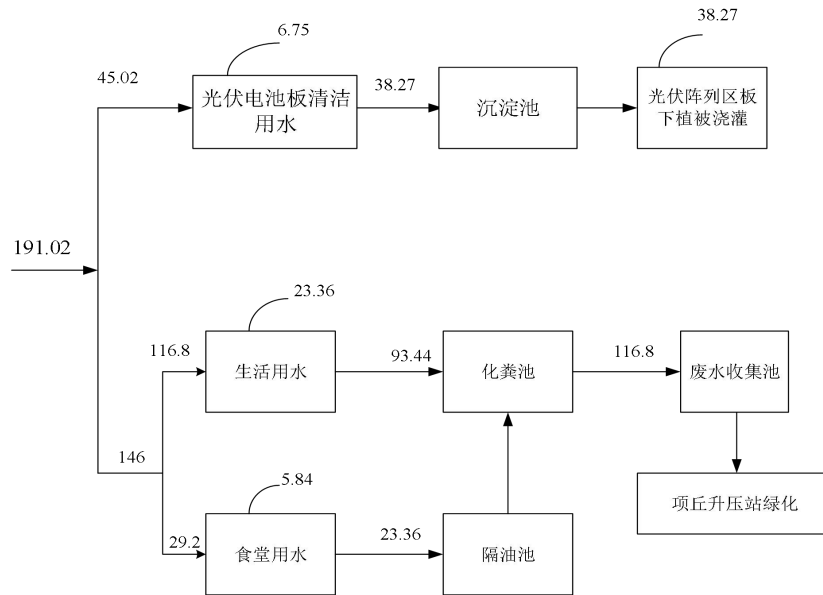 6.75
38.27
45.02
38.27
光伏电池板清洁
用水
沉淀池
光伏阵列区板
下植被浇灌
191.02
23.36
116.8
生活用水
93.44
化粪池
116.8
废水收集池
146
5.84
项丘升压站绿化
29.2
食堂用水
23.36
隔油池